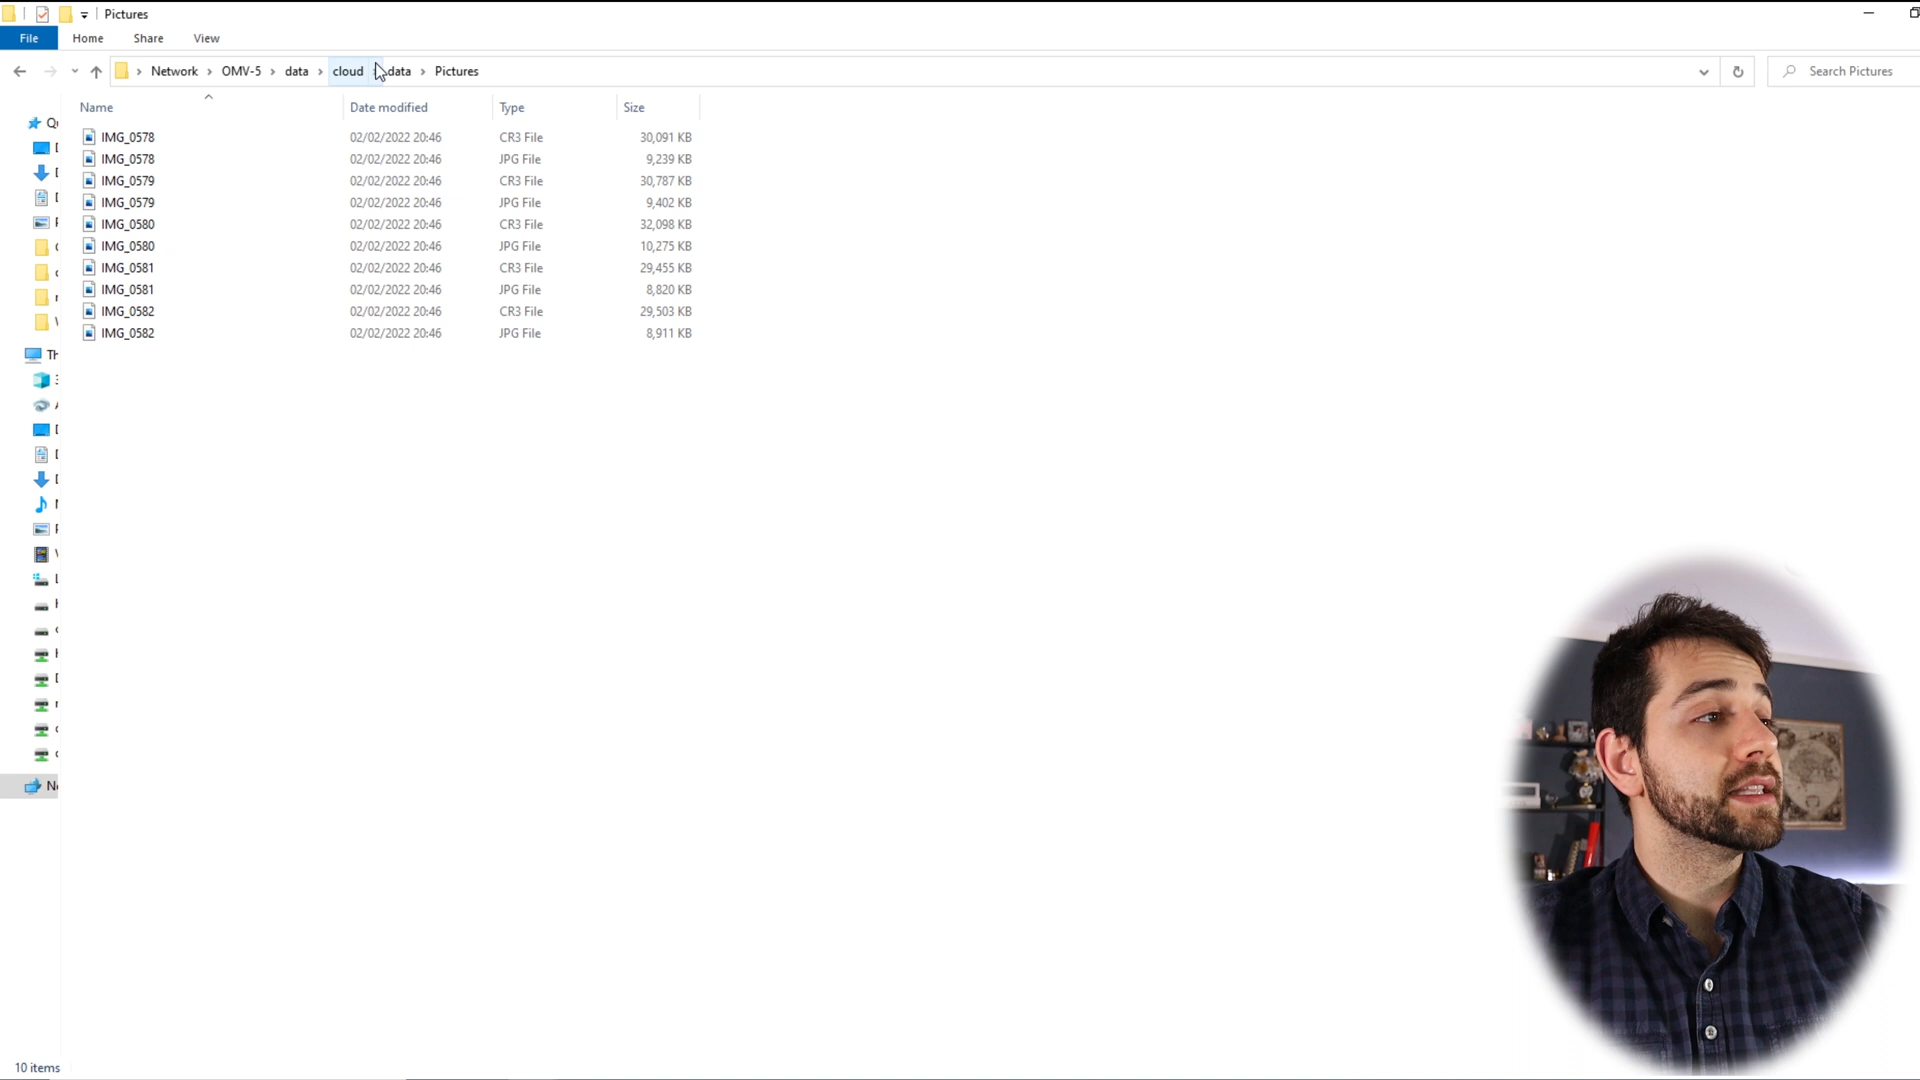 Pictures
File Home Share View
Network OMV-5 data cloud data Pictures Search Pictures
Name Date modified Type Size
IMG_0578 02/02/2022 20:46 CR3 File 30,091 KB
IMG_0578 02/02/2022 20:46 JPG File 9,239 KB
IMG_0579 02/02/2022 20:46 CR3 File 30,787 KB
IMG_0579 02/02/2022 20:46 JPG File 9,402 KB
IMG_0580 02/02/2022 20:46 CR3 File 32,098 KB
IMG_0580 02/02/2022 20:46 JPG File 10,275 KB
IMG_0581 02/02/2022 20:46 CR3 File 29,455 KB
IMG_0581 02/02/2022 20:46 JPG File 8,820 KB
IMG_0582 02/02/2022 20:46 CR3 File 29,503 KB
IMG_0582 02/02/2022 20:46 JPG File 8,911 KB
10 items